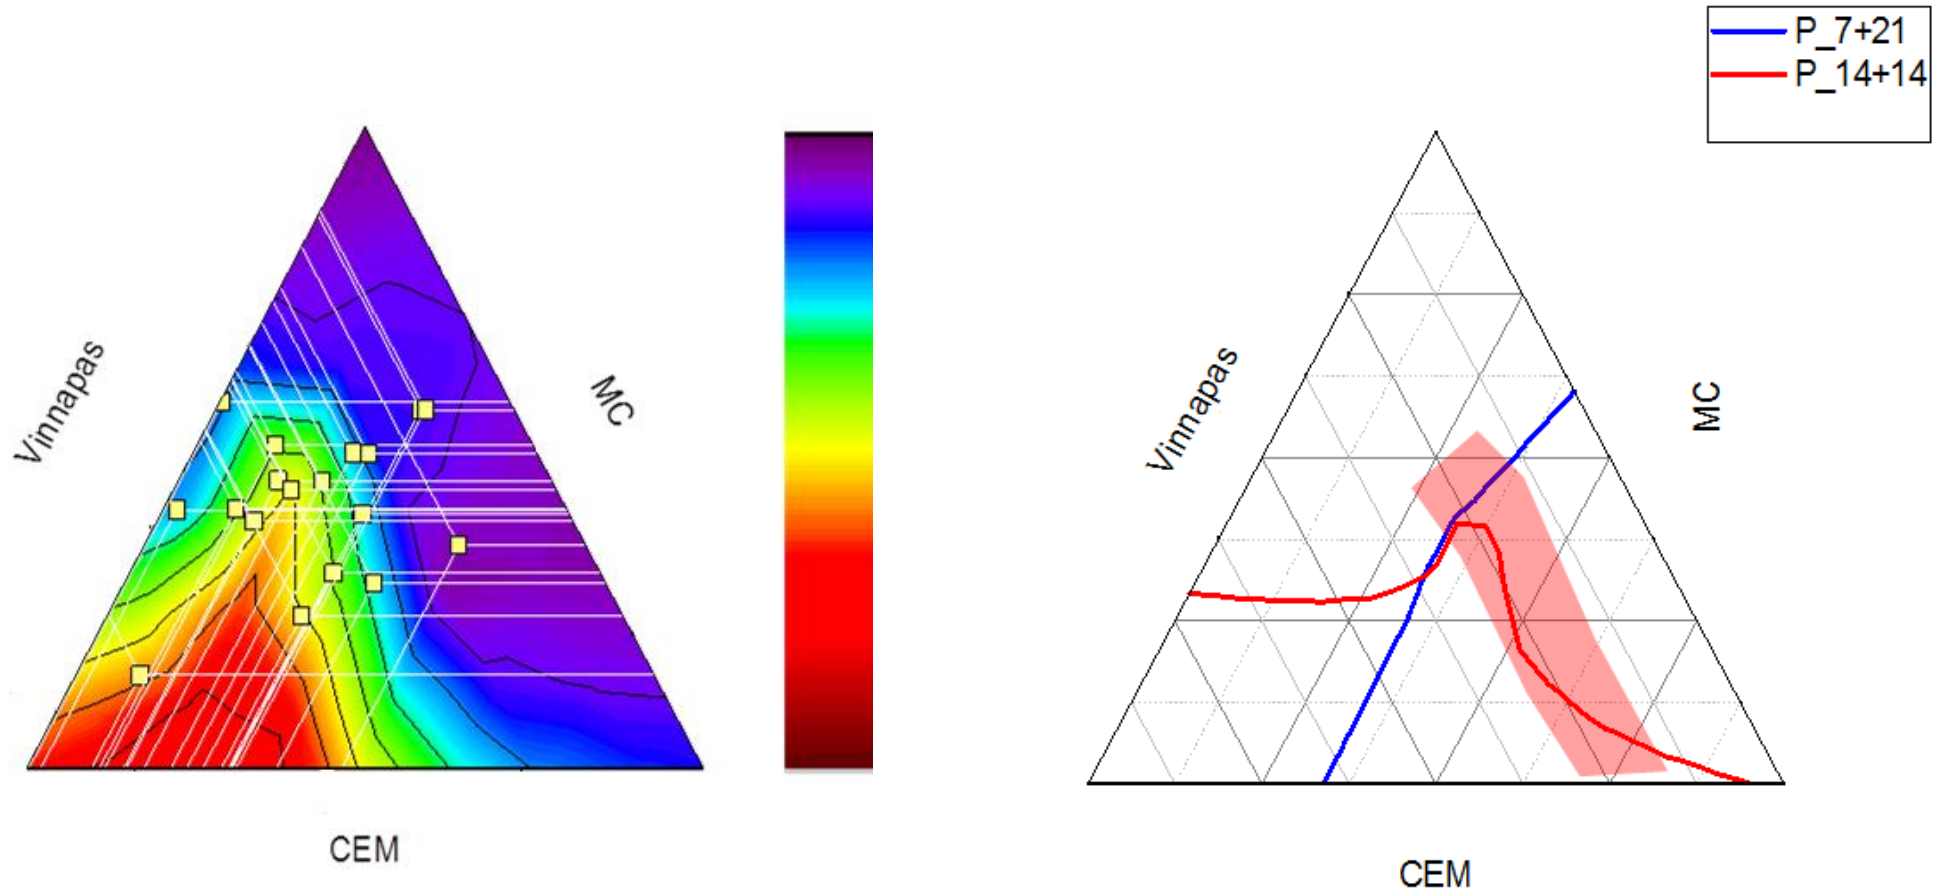 Vinnapas
MC
CEM
P_7+21
P_14+14
Vinnapas
MC
CEM